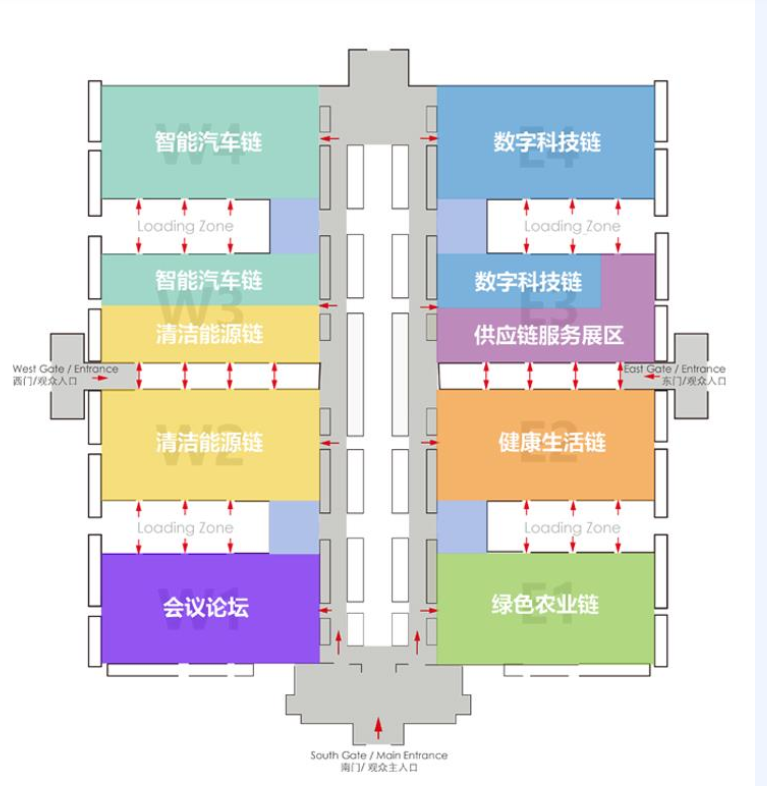 W4
智能汽车链
E4
数字科技链
Loading Zone
Loading Zone
智能汽车链
数字科技链
W3
E3
清洁能源链
供应链服务展区
West Gate / Entrance
西门/观众入口
East Gate / Entrance
东门/观众入口
W2
清洁能源链
E2
健康生活链
Loading Zone
Loading Zone
W1
会议论坛
E1
绿色农业链
South Gate / Main Entrance
南门/ 观众主入口